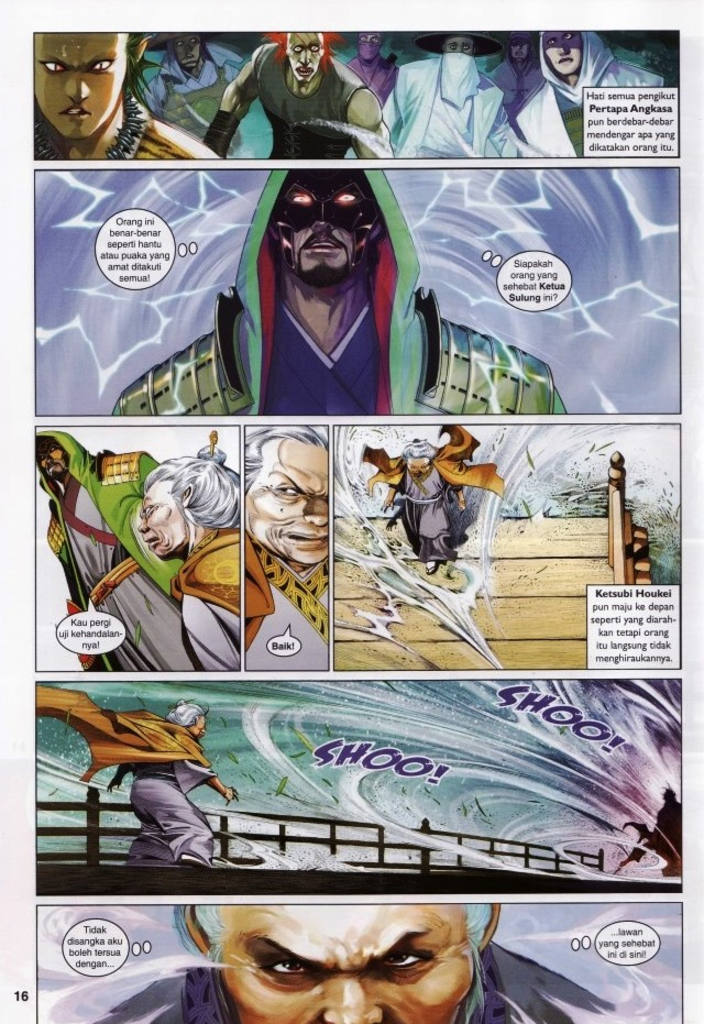 Hati semua pengikut
Pertapa Angkasa
pun berdebar-debar
mendengar apa yang
dikatakan orang itu.
Orang ini
benar-benar
seperti hantu
atau puaka yang
amat ditakuti
semua!
Siapakah
orang yang
sehebat Ketua
Sulung ini?
Kau pergi
uji kehandalan-
nya!
Baik!
Ketsubi Houkei
pun maju ke depan
seperti yang diarah-
kan tetapi orang
itu langsung tidak
menghiraukannya.
SHOO!
SHOO!
Tidak
disangka aku
boleh tersua
dengan...
...lawan
yang sehebat
ini di sini!
16